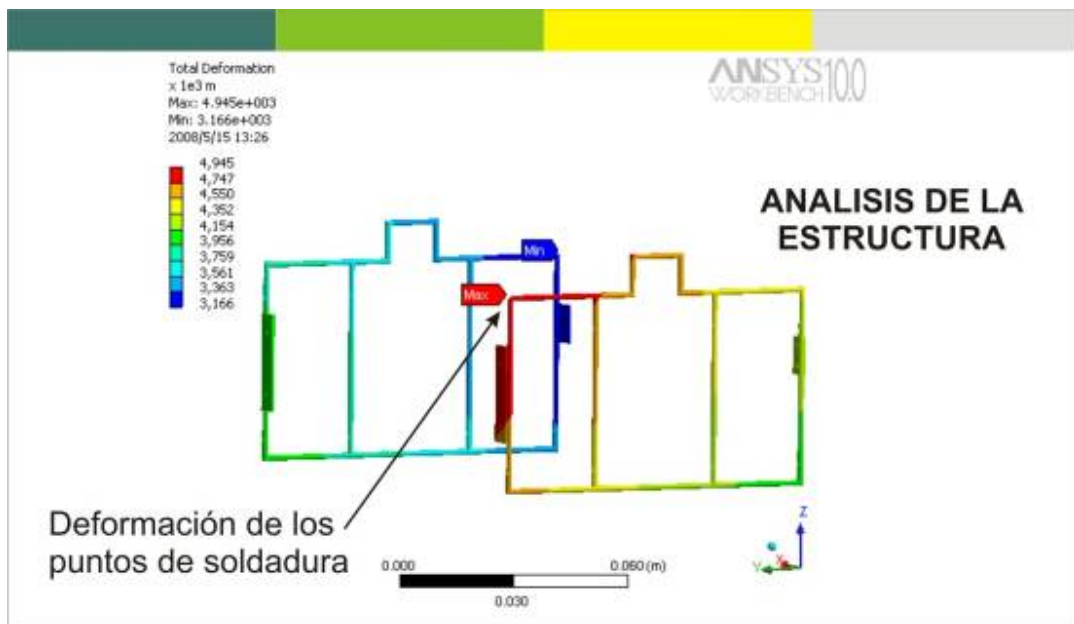 Total Deformation
x 1e3 m
Max: 4.945e+003
Min: 3.166e+003
2008/5/15 13:26
4,945
4,747
4,550
4,352
4,154
3,956
3,759
3,561
3,363
3,166
ANSYS 10.0
WORKBENCH
ANALISIS DE LA
ESTRUCTURA
Min
Max
Deformación de los
puntos de soldadura
0.000
0.060 (m)
0.030
Z
Y
X